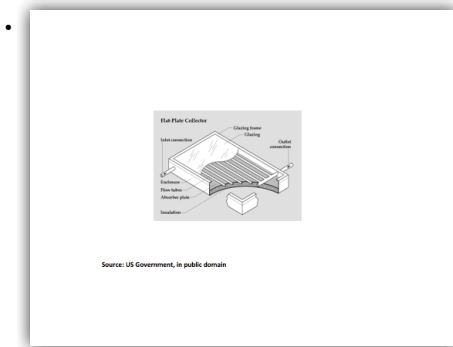 Flat-Plate Collector
Glazing frame
Glazing
Inlet connection
Outlet
connection
Enclosure
Flow tubes
Absorber plate
Insulation
Source: US Government, in public domain